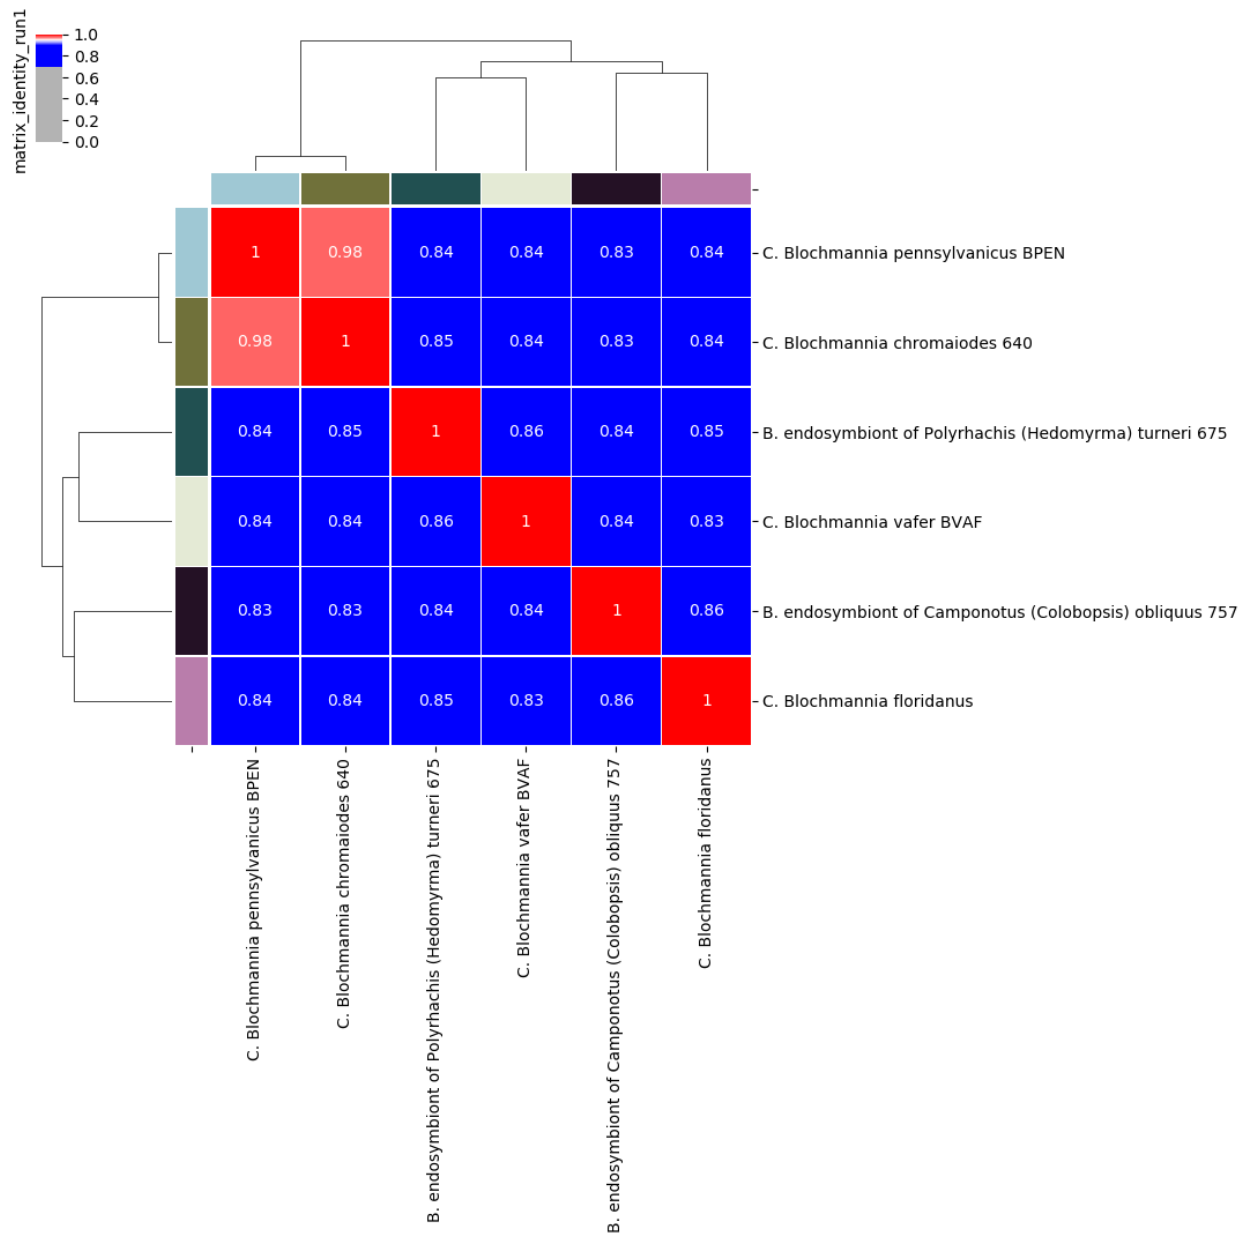 matrix_identity_run1
1.0
0.8
0.6
0.4
0.2
0.0
1 0.98 0.84 0.84 0.83 0.84 C. Blochmannia pennsylvanicus BPEN
0.98 1 0.85 0.84 0.83 0.84 C. Blochmannia chromaiodes 640
0.84 0.85 1 0.86 0.84 0.85 B. endosymbiont of Polyrhachis (Hedomyrma) turneri 675
0.84 0.84 0.86 1 0.84 0.83 C. Blochmannia vafer BVAF
0.83 0.83 0.84 0.84 1 0.86 B. endosymbiont of Camponotus (Colobopsis) obliquus 757
0.84 0.84 0.85 0.83 0.86 1 C. Blochmannia floridanus
C. Blochmannia pennsylvanicus BPEN
C. Blochmannia chromaiodes 640
B. endosymbiont of Polyrhachis (Hedomyrma) turneri 675
C. Blochmannia vafer BVAF
B. endosymbiont of Camponotus (Colobopsis) obliquus 757
C. Blochmannia floridanus